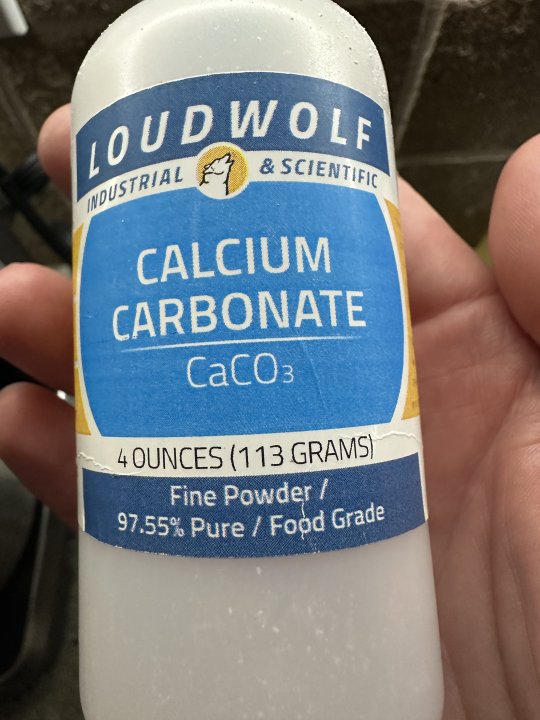 LOUDWOLF
INDUSTRIAL & SCIENTIFIC
CALCIUM
CARBONATE
CaCO₃
4 OUNCES (113 GRAMS)
Fine Powder /
97.55% Pure / Food Grade